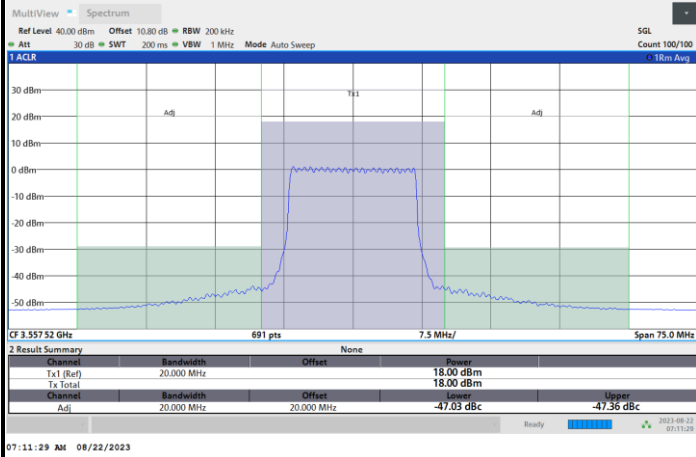 MultiView Spectrum
Ref Level 40.00 dBm Offset 10.80 dB RBW 200 kHz SGL
Att 30 dB SWT 200 ms VBW 1 MHz Mode Auto Sweep Count 100/100
1 ACLR 1Rm Avg
30 dBm
Tx1
Adj Adj
20 dBm
10 dBm
0 dBm
-10 dBm
-20 dBm
-30 dBm
-40 dBm
-50 dBm
CF 3.557 52 GHz 691 pts 7.5 MHz/ Span 75.0 MHz
2 Result Summary None
Channel Bandwidth Offset Power
Tx1 (Ref) 20.000 MHz 18.00 dBm
Tx Total 18.00 dBm
Channel Bandwidth Offset Lower Upper
Adj 20.000 MHz 20.000 MHz -47.03 dBc -47.36 dBc
Ready 2023-08-22
07:11:29
07:11:29 AM 08/22/2023